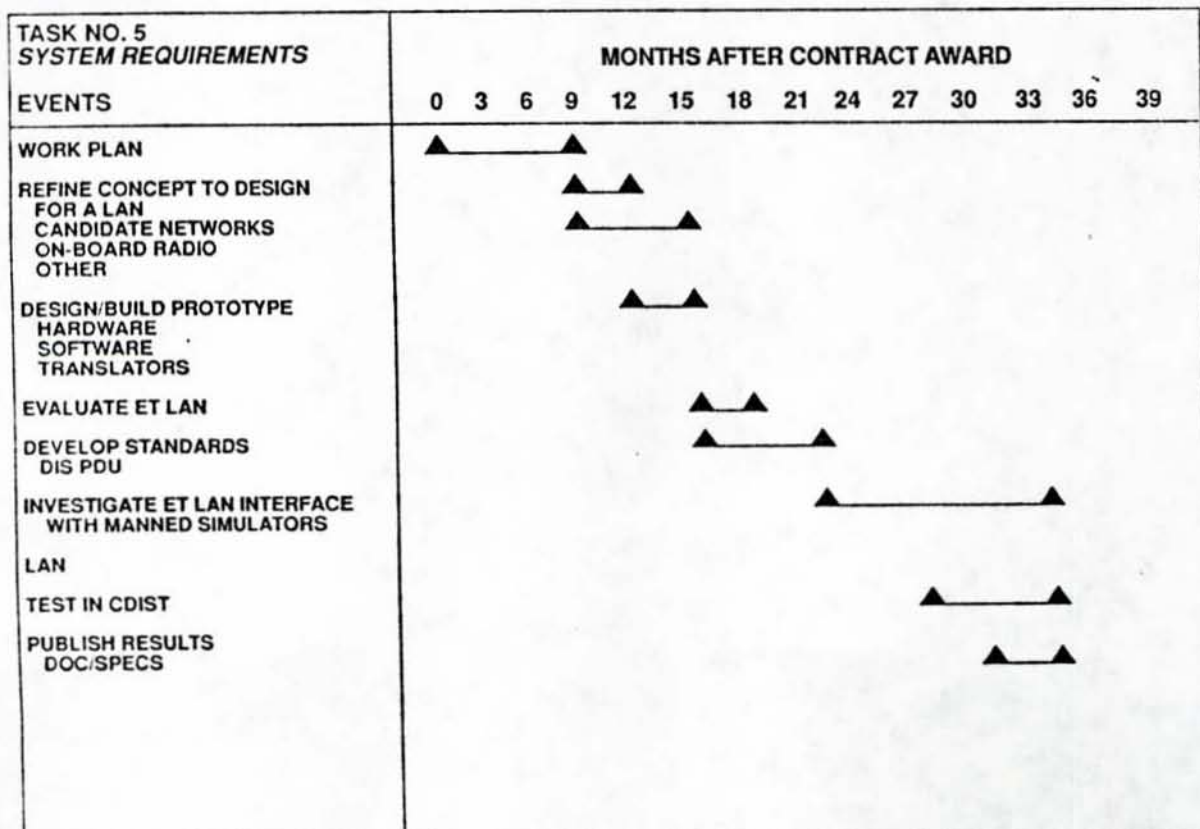 TASK NO. 5
SYSTEM REQUIREMENTS
MONTHS AFTER CONTRACT AWARD
EVENTS 0 3 6 9 12 15 18 21 24 27 30 33 36 39
WORK PLAN
REFINE CONCEPT TO DESIGN
FOR A LAN
CANDIDATE NETWORKS
ON-BOARD RADIO
OTHER
DESIGN/BUILD PROTOTYPE
HARDWARE
SOFTWARE
TRANSLATORS
EVALUATE ET LAN
DEVELOP STANDARDS
DIS PDU
INVESTIGATE ET LAN INTERFACE
WITH MANNED SIMULATORS
LAN
TEST IN CDIST
PUBLISH RESULTS
DOC/SPECS